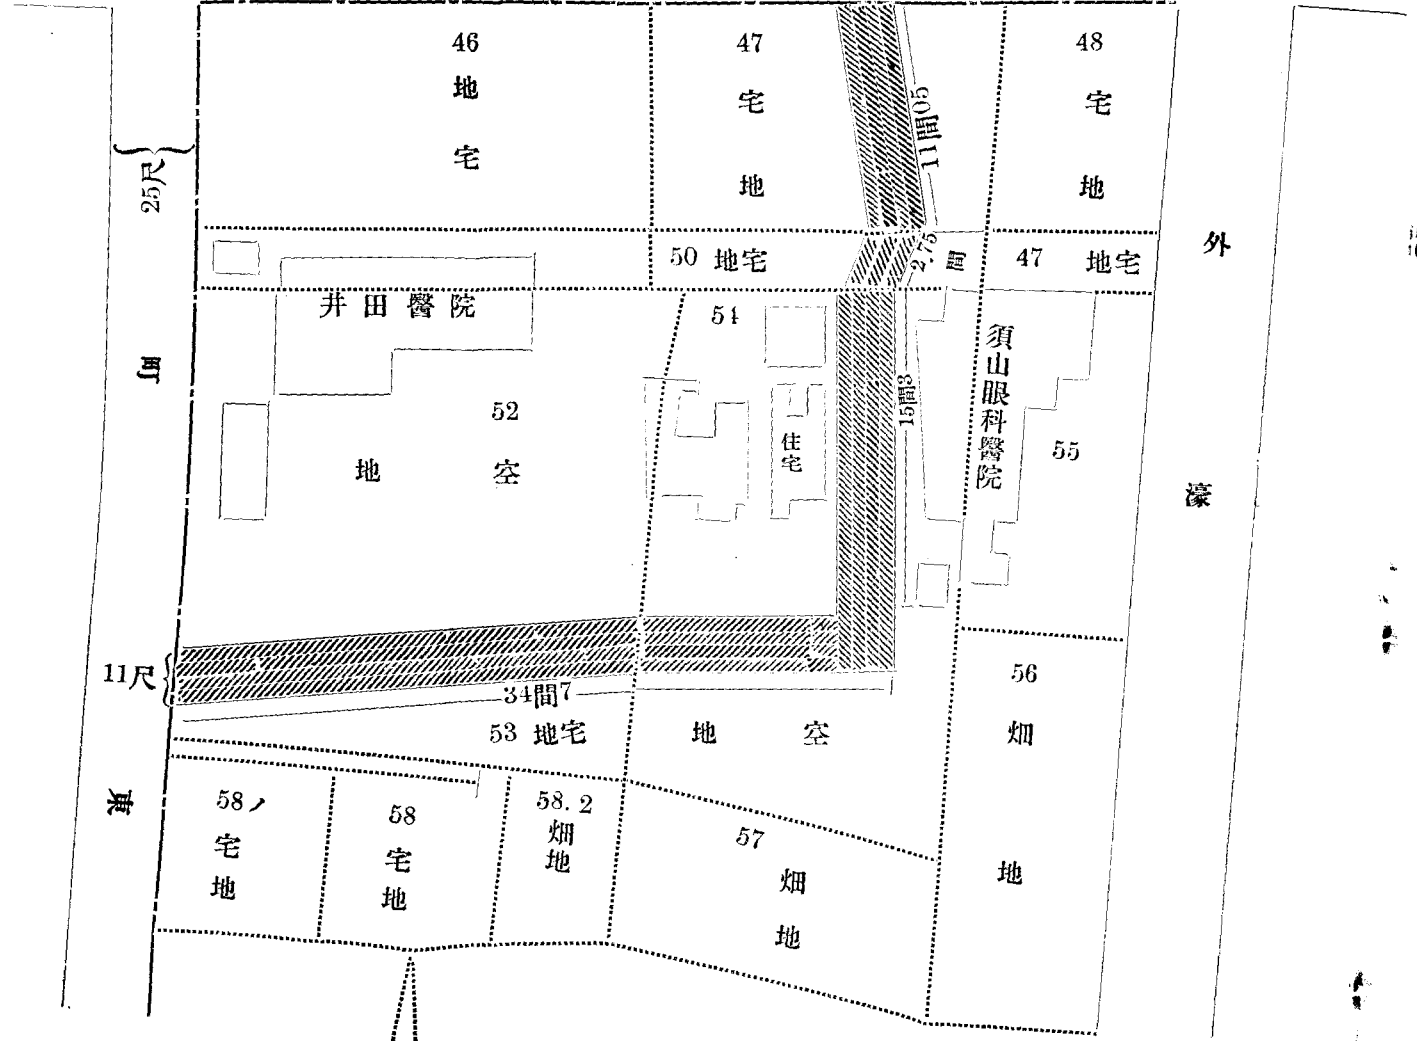 46
地
宅
47
宅
地
48
宅
地
11間05
25尺
外
50 地宅
2.75
間
47 地宅
井田醫院
54
須山眼科醫院
町
15間3
52
地 空
住宅
55
濠
11尺
34間7
56
畑
地
53 地宅
地 空
東
58ノ
宅
地
58
宅
地
58.2
畑
地
57
畑
地